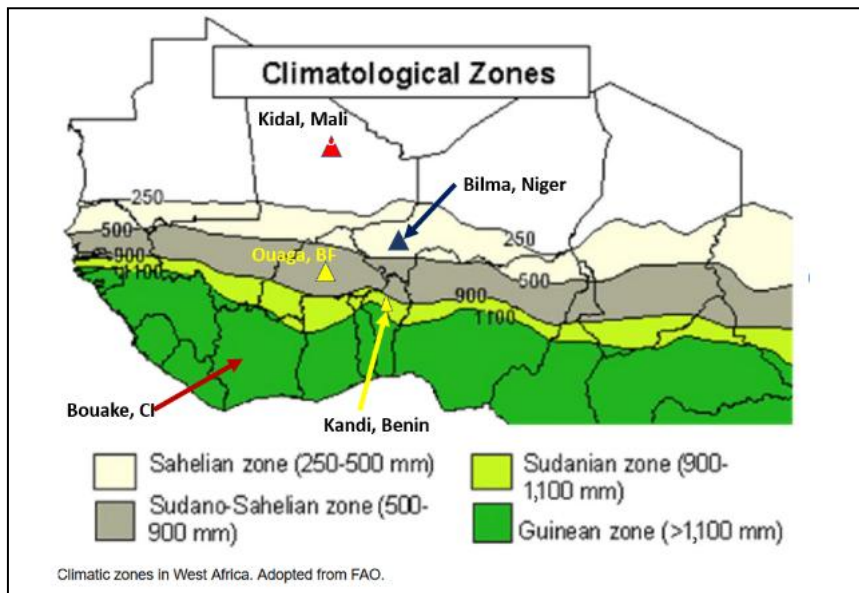 Climatological Zones
Kidal, Mali
Bilma, Niger
250
250
500
Ouaga, BF
500
900
1100
900
1100
Bouake, CI
Kandi, Benin
Sahelian zone (250-500 mm)
Sudano-Sahelian zone (500-
900 mm)
Sudanian zone (900-
1,100 mm)
Guinean zone (>1,100 mm)
Climatic zones in West Africa. Adopted from FAO.